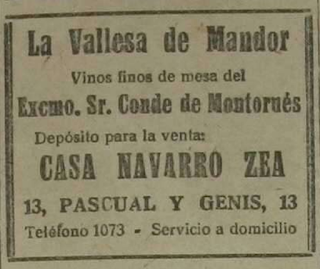 La Vallesa de Mandor
Vinos finos de mesa del
Excmo. Sr. Conde de Montornés
Depósito para la venta:
CASA NAVARRO ZEA
13, PASCUAL Y GENIS, 13
Teléfono 1073 - Servicio a domicilio